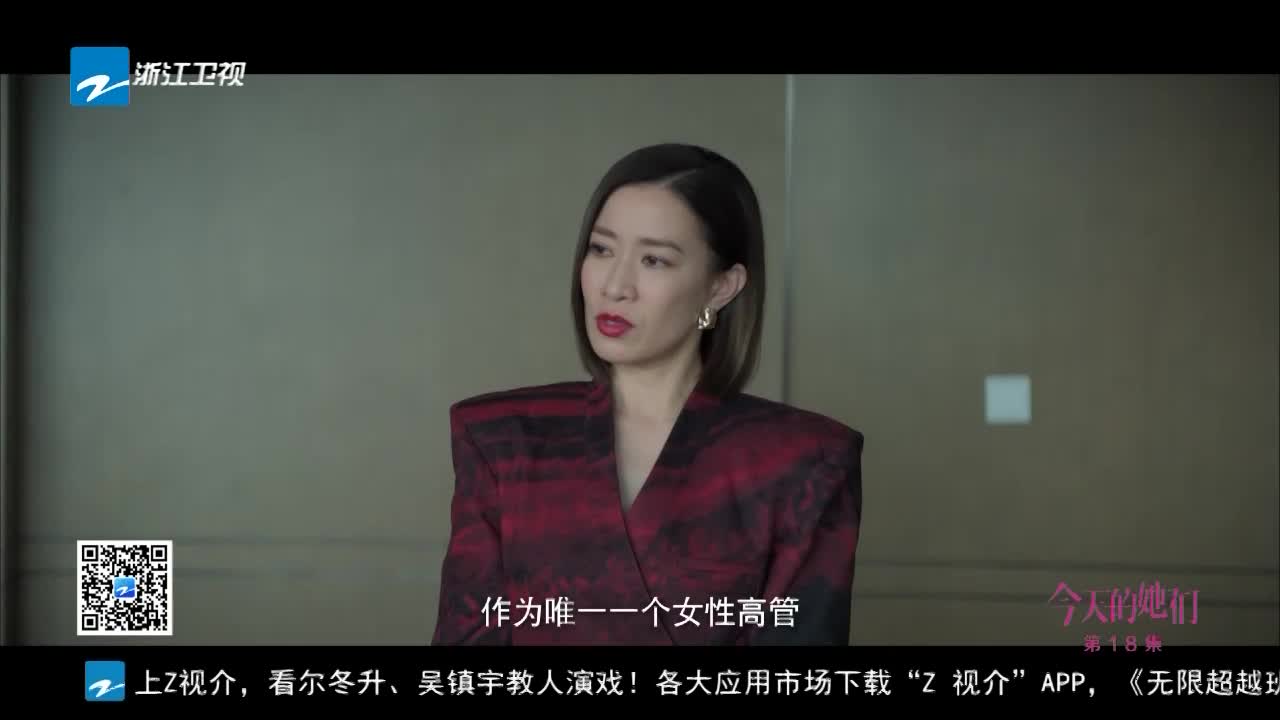 浙江卫视
作为唯一一个女性高管
今天的她们
第18集
上Z视介，看尔冬升、吴镇宇教人演戏！各大应用市场下载“Z 视介”APP，《无限超越班